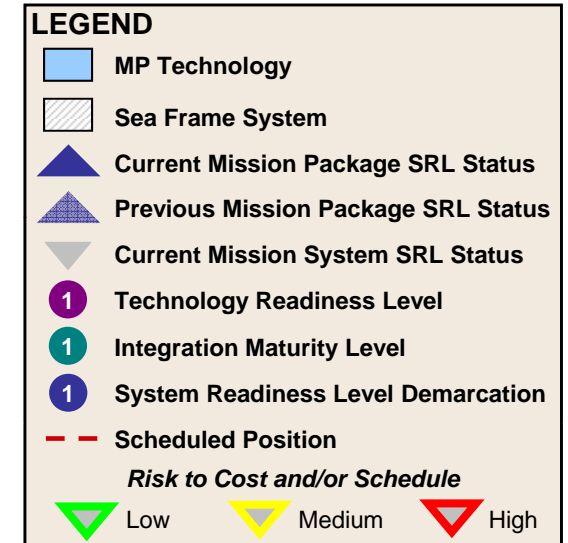 LEGEND
MP Technology
Sea Frame System
Current Mission Package SRL Status
Previous Mission Package SRL Status
Current Mission System SRL Status
1 Technology Readiness Level
1 Integration Maturity Level
1 System Readiness Level Demarcation
Scheduled Position
Risk to Cost and/or Schedule
Low Medium High